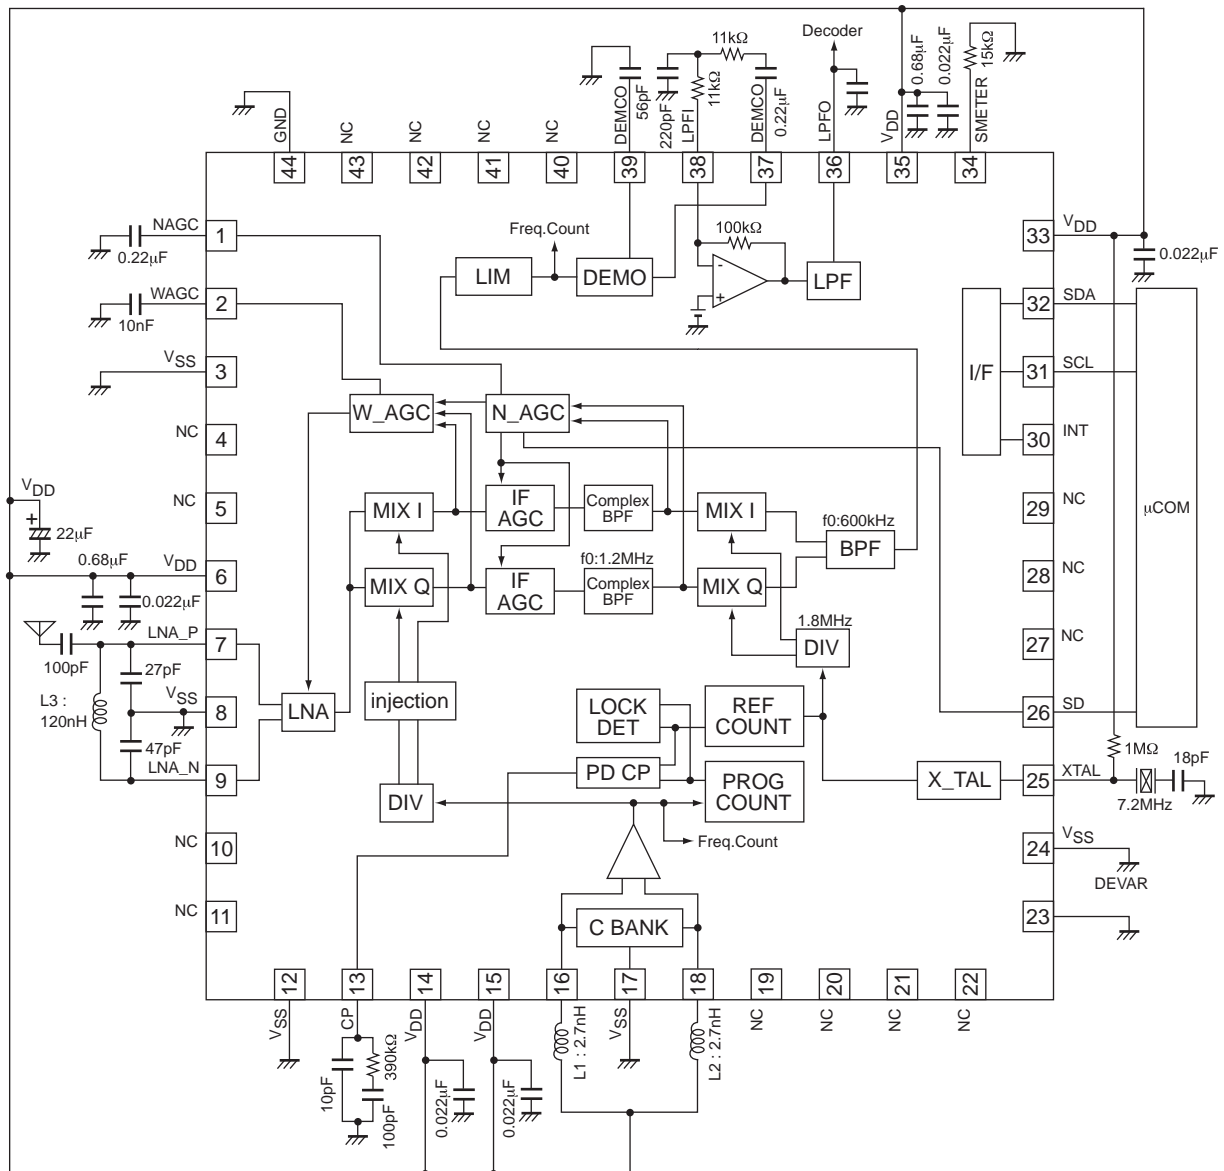 11kΩ
Decoder
56pF
220pF
11kΩ
0.22μF
0.68μF
0.022μF
15kΩ
GND
NC
NC
NC
NC
DEMCO
LPFI
DEMCO
LPFO
VDD
SMETER
44
43
42
41
40
39
38
37
36
35
34
NAGC
1
0.22μF
Freq.Count
100kΩ
33
VDD
0.022μF
LIM
DEMO
-
+
LPF
WAGC
2
10nF
32
SDA
VSS
3
I/F
31
SCL
W_AGC
N_AGC
NC
4
30
INT
NC
5
MIX I
IF AGC
Complex BPF
MIX I
f0:600kHz
BPF
29
NC
μCOM
VDD
+
22μF
0.68μF
VDD
6
0.022μF
f0:1.2MHz
MIX Q
IF AGC
Complex BPF
MIX Q
28
NC
1.8MHz
DIV
LNA_P
7
100pF
27pF
27
NC
L3 :
120nH
VSS
8
LNA
injection
LOCK DET
REF COUNT
26
SD
47pF
LNA_N
9
PD CP
PROG COUNT
X_TAL
25
XTAL
1MΩ
18pF
7.2MHz
DIV
Freq.Count
NC
10
24
VSS
DEVAR
NC
11
C BANK
23
12
13
14
15
16
17
18
19
20
21
22
VSS
CP
VDD
VDD
L1 : 2.7nH
VSS
L2 : 2.7nH
NC
NC
NC
NC
10pF
390kΩ
100pF
0.022μF
0.022μF